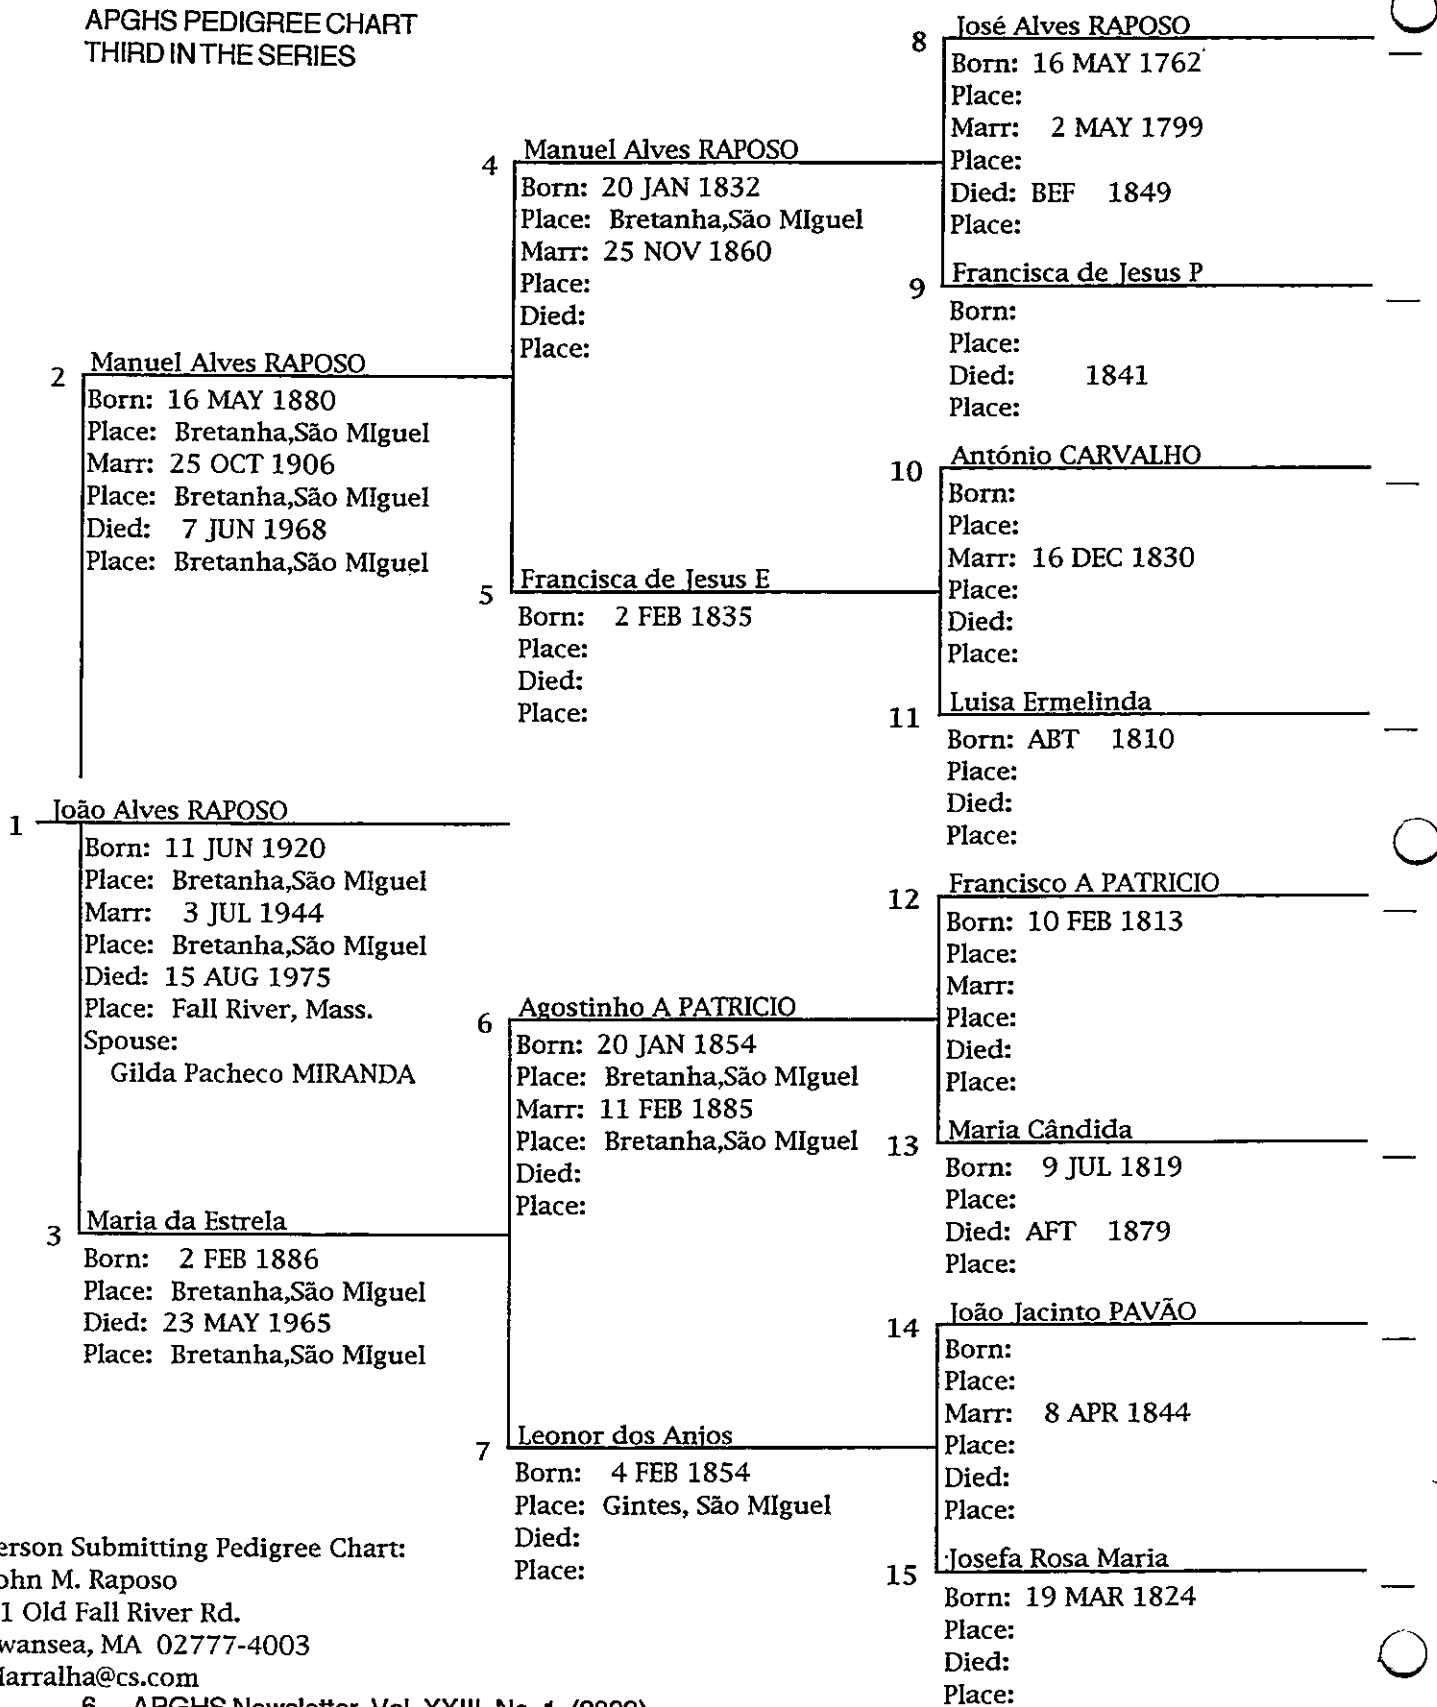 APGHS PEDIGREE CHART
THIRD IN THE SERIES
8 José Alves RAPOSO
Born: 16 MAY 1762
Place:
Marr: 2 MAY 1799
Place:
Died: BEF 1849
Place:
4 Manuel Alves RAPOSO
Born: 20 JAN 1832
Place: Bretanha,São MIguel
Marr: 25 NOV 1860
Place:
Died:
Place:
9 Francisca de Jesus P
Born:
Place:
Died: 1841
Place:
2 Manuel Alves RAPOSO
Born: 16 MAY 1880
Place: Bretanha,São MIguel
Marr: 25 OCT 1906
Place: Bretanha,São MIguel
Died: 7 JUN 1968
Place: Bretanha,São MIguel
10 António CARVALHO
Born:
Place:
Marr: 16 DEC 1830
Place:
Died:
Place:
5 Francisca de Jesus E
Born: 2 FEB 1835
Place:
Died:
Place:
11 Luisa Ermelinda
Born: ABT 1810
Place:
Died:
Place:
1 João Alves RAPOSO
Born: 11 JUN 1920
Place: Bretanha,São MIguel
Marr: 3 JUL 1944
Place: Bretanha,São MIguel
Died: 15 AUG 1975
Place: Fall River, Mass.
Spouse:
Gilda Pacheco MIRANDA
12 Francisco A PATRICIO
Born: 10 FEB 1813
Place:
Marr:
Place:
Died:
Place:
6 Agostinho A PATRICIO
Born: 20 JAN 1854
Place: Bretanha,São MIguel
Marr: 11 FEB 1885
Place: Bretanha,São MIguel
Died:
Place:
13 Maria Cândida
Born: 9 JUL 1819
Place:
Died: AFT 1879
Place:
3 Maria da Estrela
Born: 2 FEB 1886
Place: Bretanha,São MIguel
Died: 23 MAY 1965
Place: Bretanha,São MIguel
14 João Jacinto PAVÃO
Born:
Place:
Marr: 8 APR 1844
Place:
Died:
Place:
7 Leonor dos Anjos
Born: 4 FEB 1854
Place: Gintes, São MIguel
Died:
Place:
15 Josefa Rosa Maria
Born: 19 MAR 1824
Place:
Died:
Place:
erson Submitting Pedigree Chart:
ohn M. Raposo
1 Old Fall River Rd.
wansea, MA 02777-4003
arralha@cs.com
6 APGHS Newsletter, Vol. XXIII, No. 1